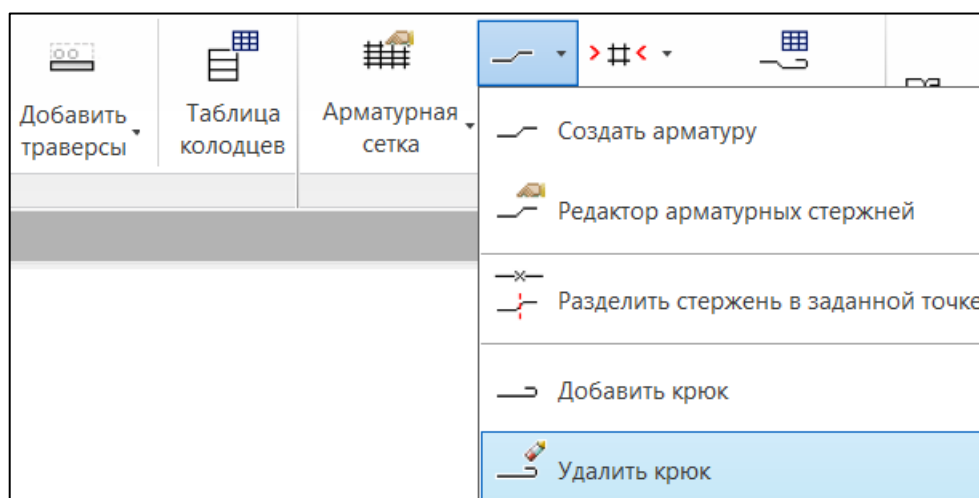 Добавить
траверсы
Таблица
колодцев
Арматурная
сетка
Создать арматуру
Редактор арматурных стержней
Разделить стержень в заданной точке
Добавить крюк
Удалить крюк